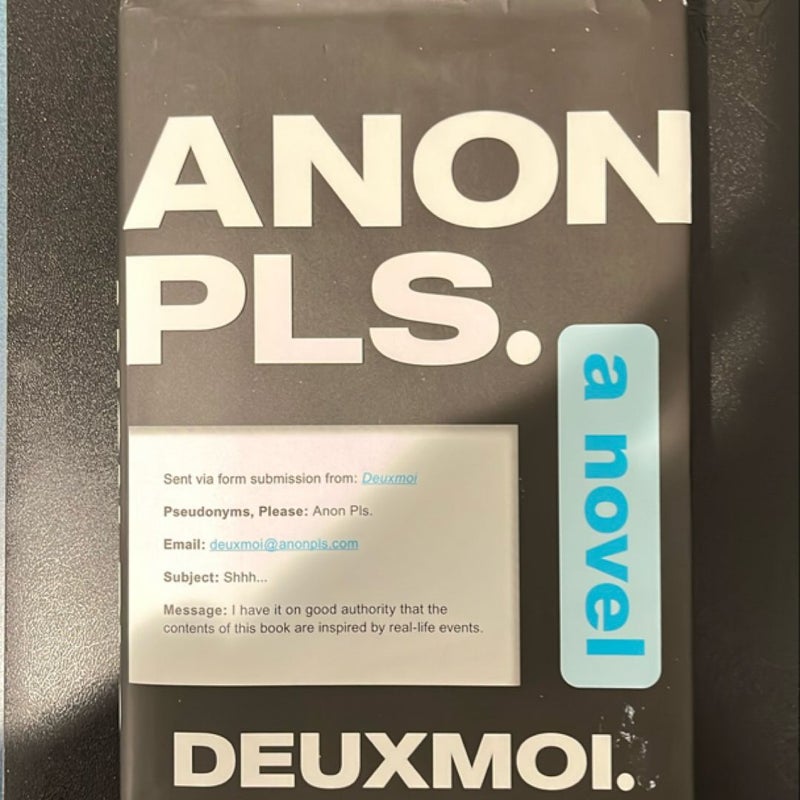 ANON
PLS.
a novel
Sent via form submission from: Deuxmoi
Pseudonyms, Please: Anon Pls.
Email: deuxmoi@anonpls.com
Subject: Shhh...
Message: I have it on good authority that the
contents of this book are inspired by real-life events.
DEUXMOI.